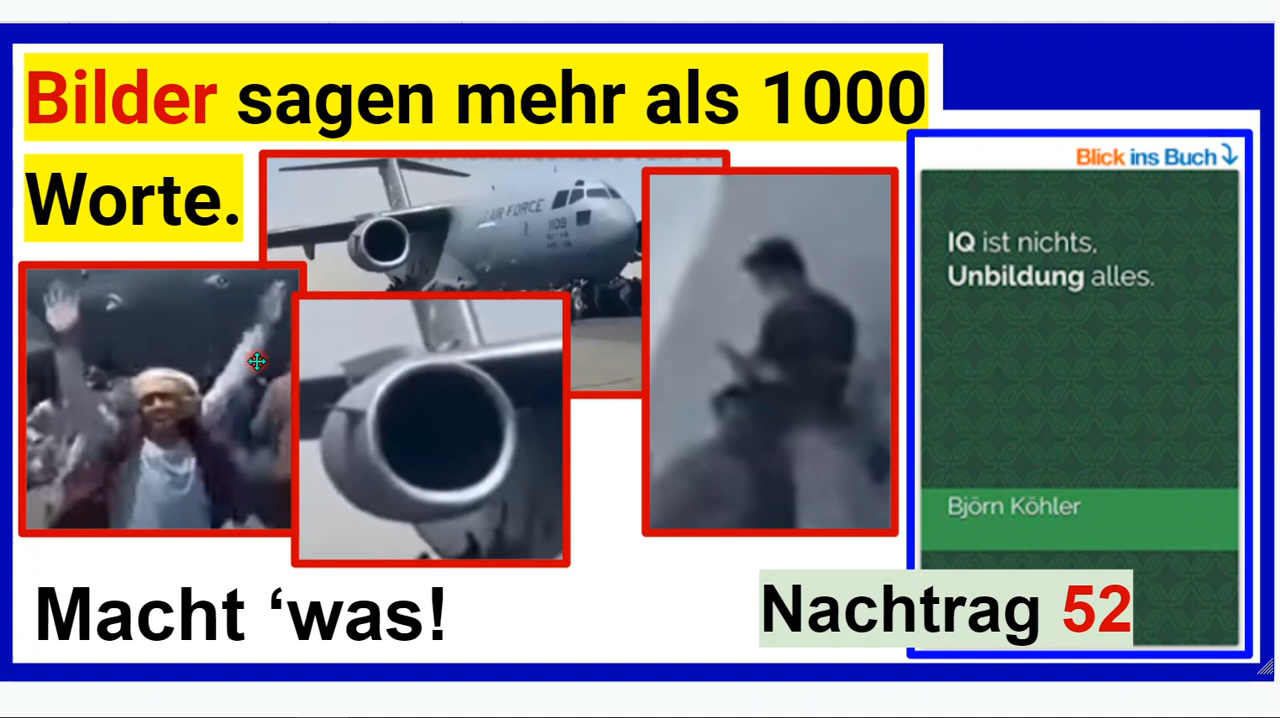 Bilder sagen mehr als 1000
Worte.
AIR FORCE
1109
Blick ins Buch
IQ ist nichts,
Unbildung alles.
Björn Köhler
Macht ‘was!
Nachtrag 52